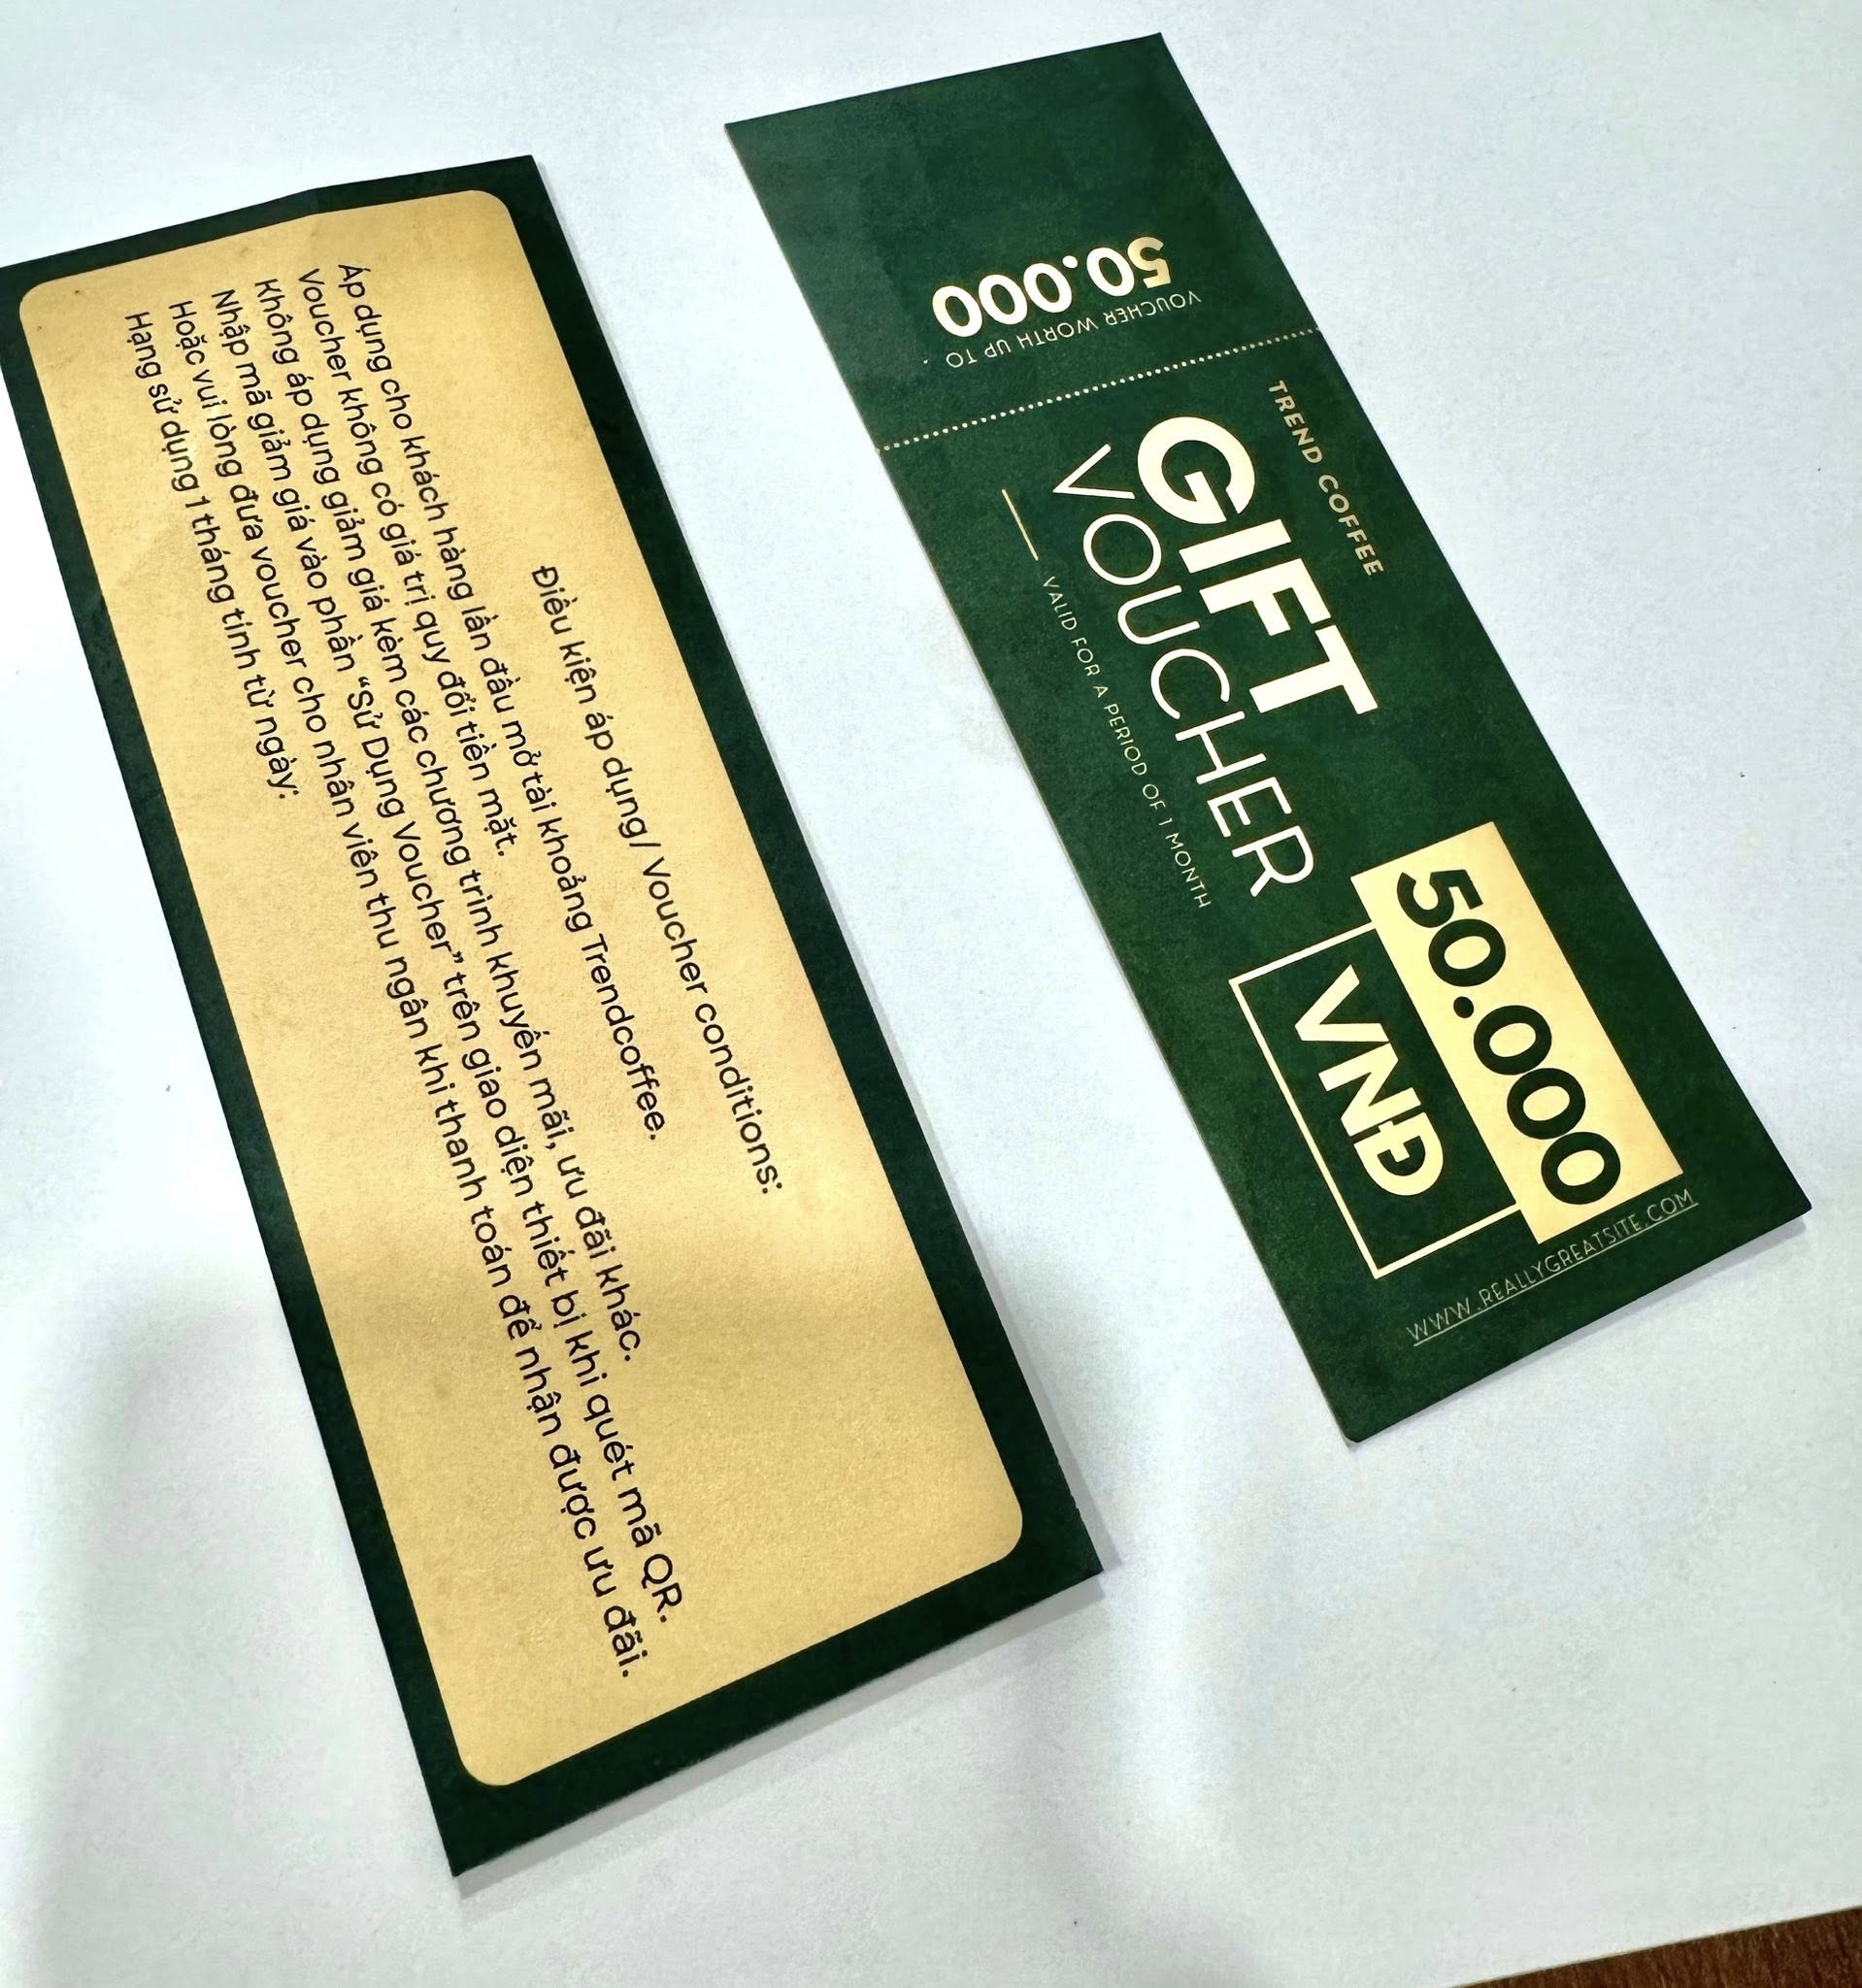 Điều kiện áp dụng/ Voucher conditions:
Áp dụng cho khách hàng lần đầu mở tài khoảng Trendcoffee.
Voucher không có giá trị quy đổi tiền mặt.
Không áp dụng giảm giá kèm các chương trình khuyến mãi, ưu đãi khác.
Nhập mã giảm giá vào phần “Sử Dụng Voucher” trên giao diện thiết bị khi quét mã QR.
Hoặc vui lòng đưa voucher cho nhân viên thu ngân khi thanh toán để nhận được ưu đãi.
Hạng sử dụng 1 tháng tính từ ngày:
VOUCHER WORTH UP TO
50.000
TREND COFFEE
GIFT
VOUCHER
VALID FOR A PERIOD OF 1 MONTH
50.000
VNĐ
WWW.REALLYGREATSITE.COM